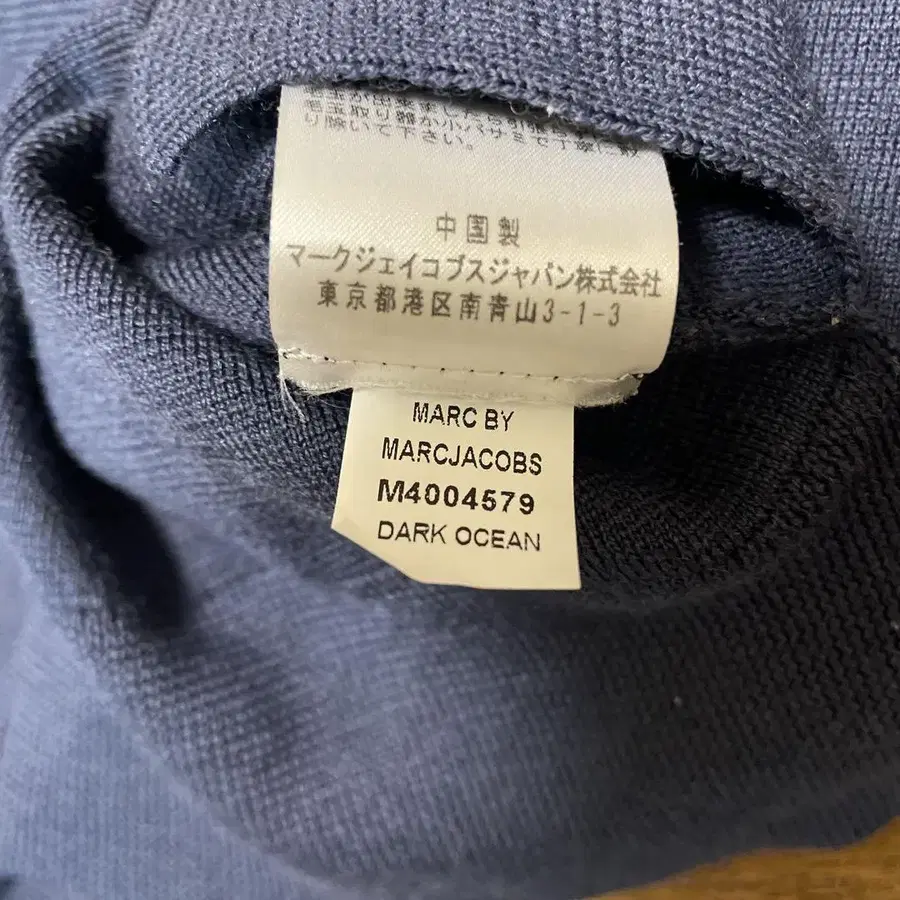 中国製
マークジェイコブスジャパン株式会社
東京都港区南青山3-1-3
MARC BY
MARCJACOBS
M4004579
DARK OCEAN